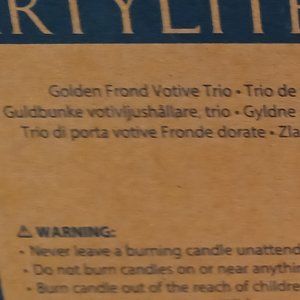 RTYLITE
Golden Frond Votive Trio • Trio de
Guldbunke votivljushållare, trio • Gyldne
Trio di porta votive Fronde dorate • Zla
⚠ WARNING:
• Never leave a burning candle unattend
• Do not burn candles on or near anythin
• Burn candle out of the reach of childre